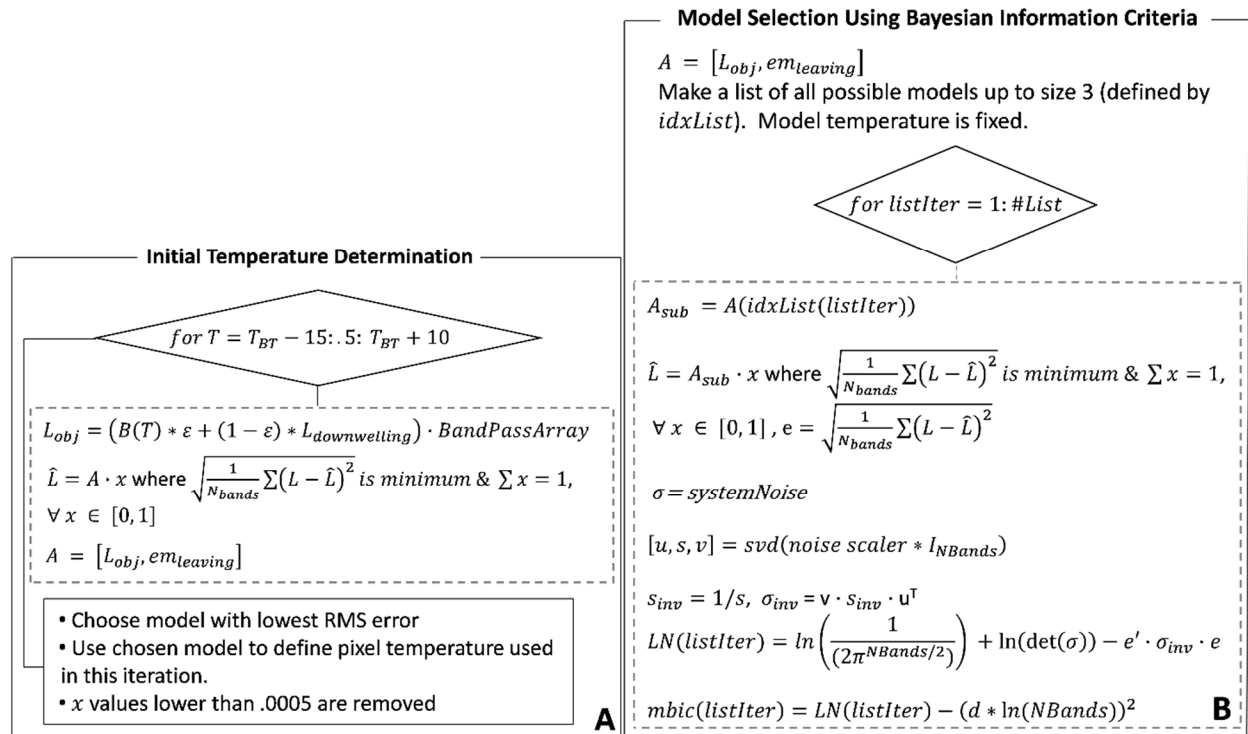 Initial Temperature Determination
for T = T_BT − 15: .5: T_BT + 10
L_obj = (B(T) * ε + (1 − ε) * L_downwelling) · BandPassArray
L̂ = A · x where √(1/N_bands ∑(L − L̂)²) is minimum & ∑ x = 1,
∀ x ∈ [0, 1]
A = [L_obj, em_leaving]
• Choose model with lowest RMS error
• Use chosen model to define pixel temperature used
in this iteration.
• x values lower than .0005 are removed
A
Model Selection Using Bayesian Information Criteria
A = [L_obj, em_leaving]
Make a list of all possible models up to size 3 (defined by
idxList). Model temperature is fixed.
for listIter = 1: #List
A_sub = A(idxList(listIter))
L̂ = A_sub · x where √(1/N_bands ∑(L − L̂)²) is minimum & ∑ x = 1,
∀ x ∈ [0, 1] , e = √(1/N_bands ∑(L − L̂)²)
σ = systemNoise
[u, s, v] = svd(noise scaler * I_NBands)
s_inv = 1/s, σ_inv = v · s_inv · u^T
LN(listIter) = ln(1/(2π^(NBands/2))) + ln(det(σ)) − e′ · σ_inv · e
mbic(listIter) = LN(listIter) − (d * ln(NBands))²
B